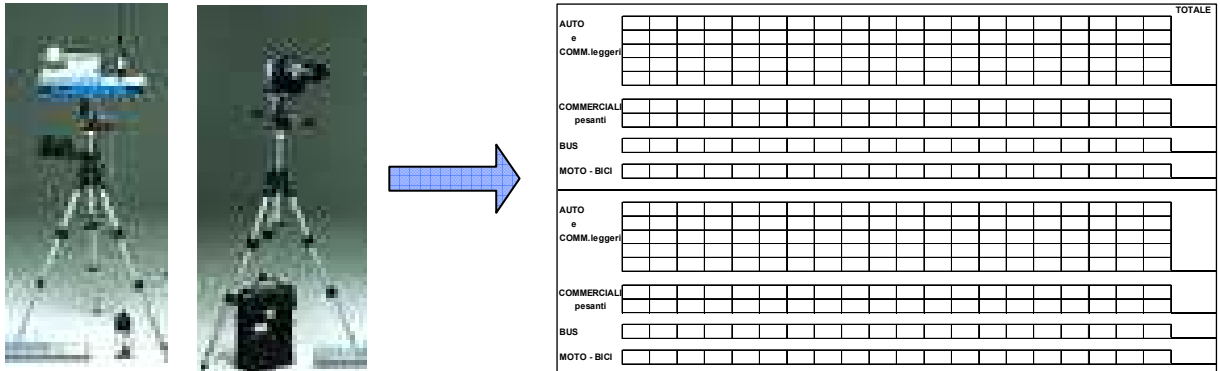 TOTALE
AUTO
e
COMM.leggeri
COMMERCIALI
pesanti
BUS
MOTO - BICI
AUTO
e
COMM.leggeri
COMMERCIALI
pesanti
BUS
MOTO - BICI